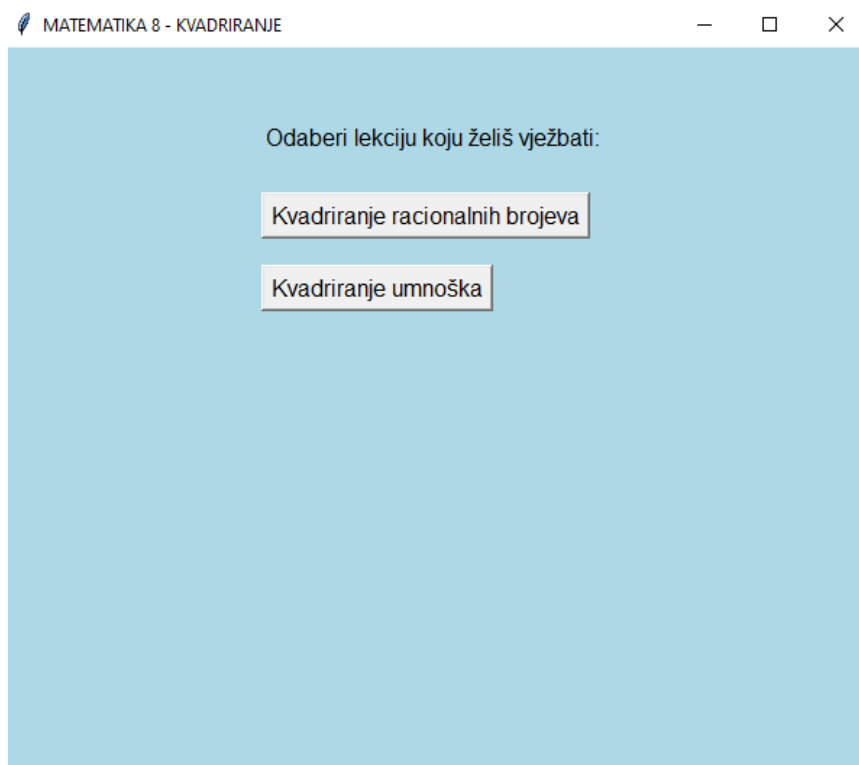 MATEMATIKA 8 - KVADRIRANJE
Odaberi lekciju koju želiš vježbati:
Kvadriranje racionalnih brojeva
Kvadriranje umnoška